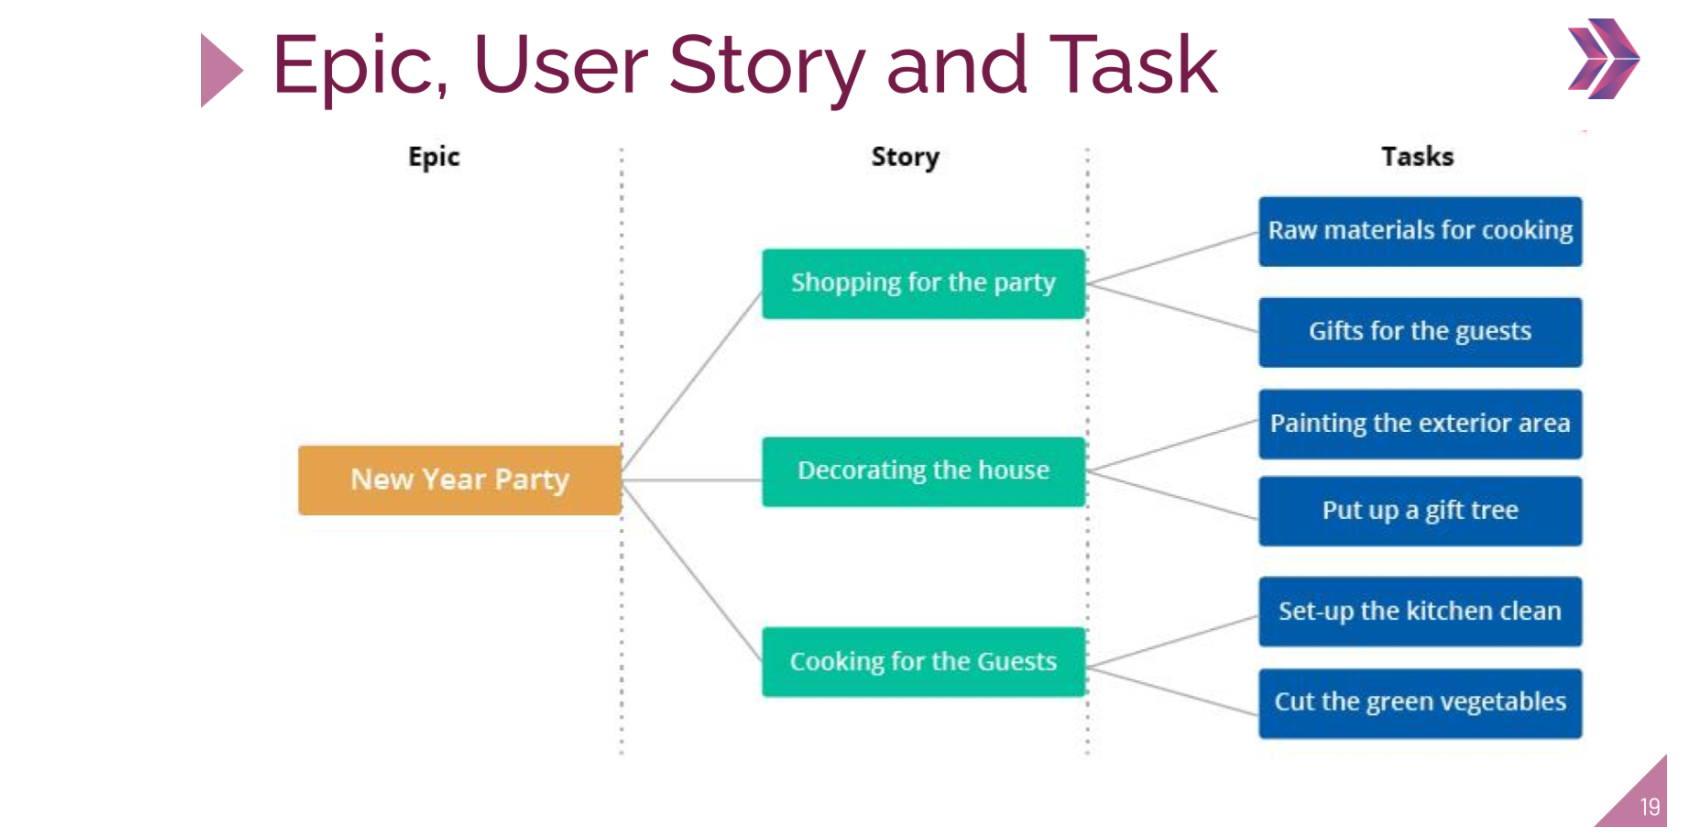 Epic, User Story and Task
Epic
Story
Tasks
Raw materials for cooking
Shopping for the party
Gifts for the guests
Painting the exterior area
New Year Party
Decorating the house
Put up a gift tree
Set-up the kitchen clean
Cooking for the Guests
Cut the green vegetables
19